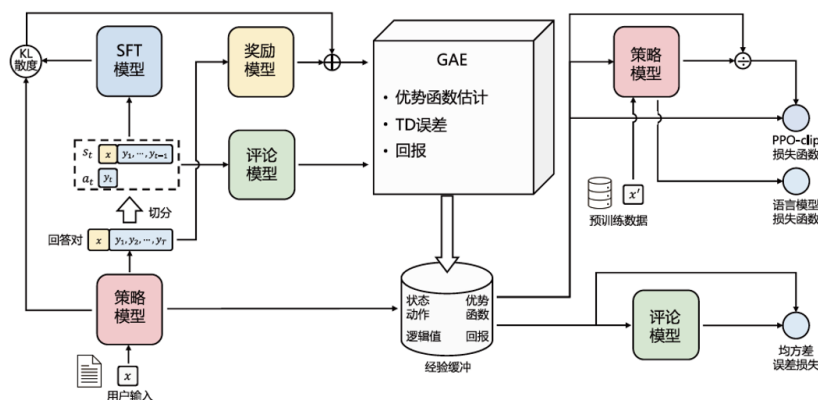 KL
散度
SFT
模型
奖励
模型
GAE
· 优势函数估计
· TD误差
· 回报
策略
模型
PPO-clip
损失函数
语言模型
损失函数
s_t x y_1,⋯,y_{t−1}
a_t y_t
评论
模型
切分
回答对 x y_1,y_2,⋯,y_T
x′
预训练数据
策略
模型
状态
动作
逻辑值
优势
函数
回报
经验缓冲
评论
模型
均方差
误差损失
x
用户输入